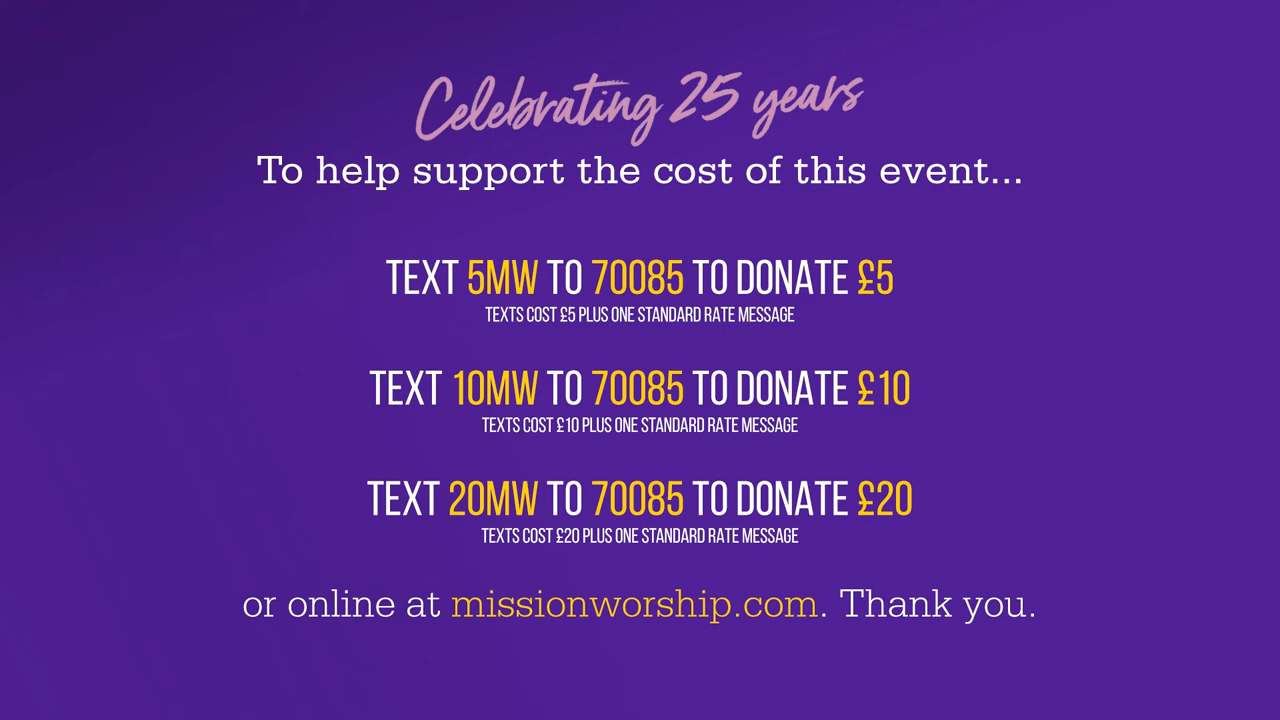 Celebrating 25 years
To help support the cost of this event...
TEXT 5MW TO 70085 TO DONATE £5
TEXTS COST £5 PLUS ONE STANDARD RATE MESSAGE
TEXT 10MW TO 70085 TO DONATE £10
TEXTS COST £10 PLUS ONE STANDARD RATE MESSAGE
TEXT 20MW TO 70085 TO DONATE £20
TEXTS COST £20 PLUS ONE STANDARD RATE MESSAGE
or online at missionworship.com. Thank you.